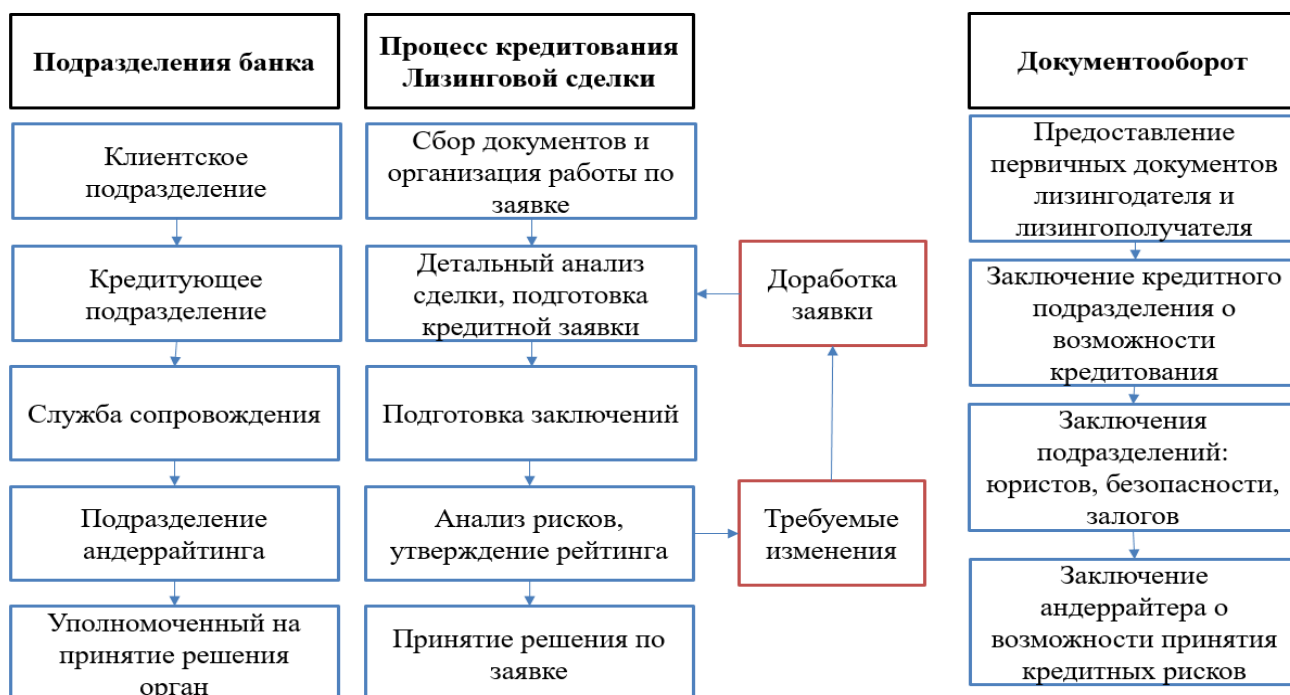 Подразделения банка
Клиентское
подразделение
Кредитующее
подразделение
Служба сопровождения
Подразделение
андеррайтинга
Уполномоченный на
принятие решения
орган
Процесс кредитования
Лизинговой сделки
Сбор документов и
организация работы по
заявке
Детальный анализ
сделки, подготовка
кредитной заявки
Подготовка заключений
Анализ рисков,
утверждение рейтинга
Принятие решения по
заявке
Доработка
заявки
Требуемые
изменения
Документооборот
Предоставление
первичных документов
лизингодателя и
лизингополучателя
Заключение кредитного
подразделения о
возможности
кредитования
Заключения
подразделений:
юристов, безопасности,
залогов
Заключение
андеррайтера о
возможности принятия
кредитных рисков